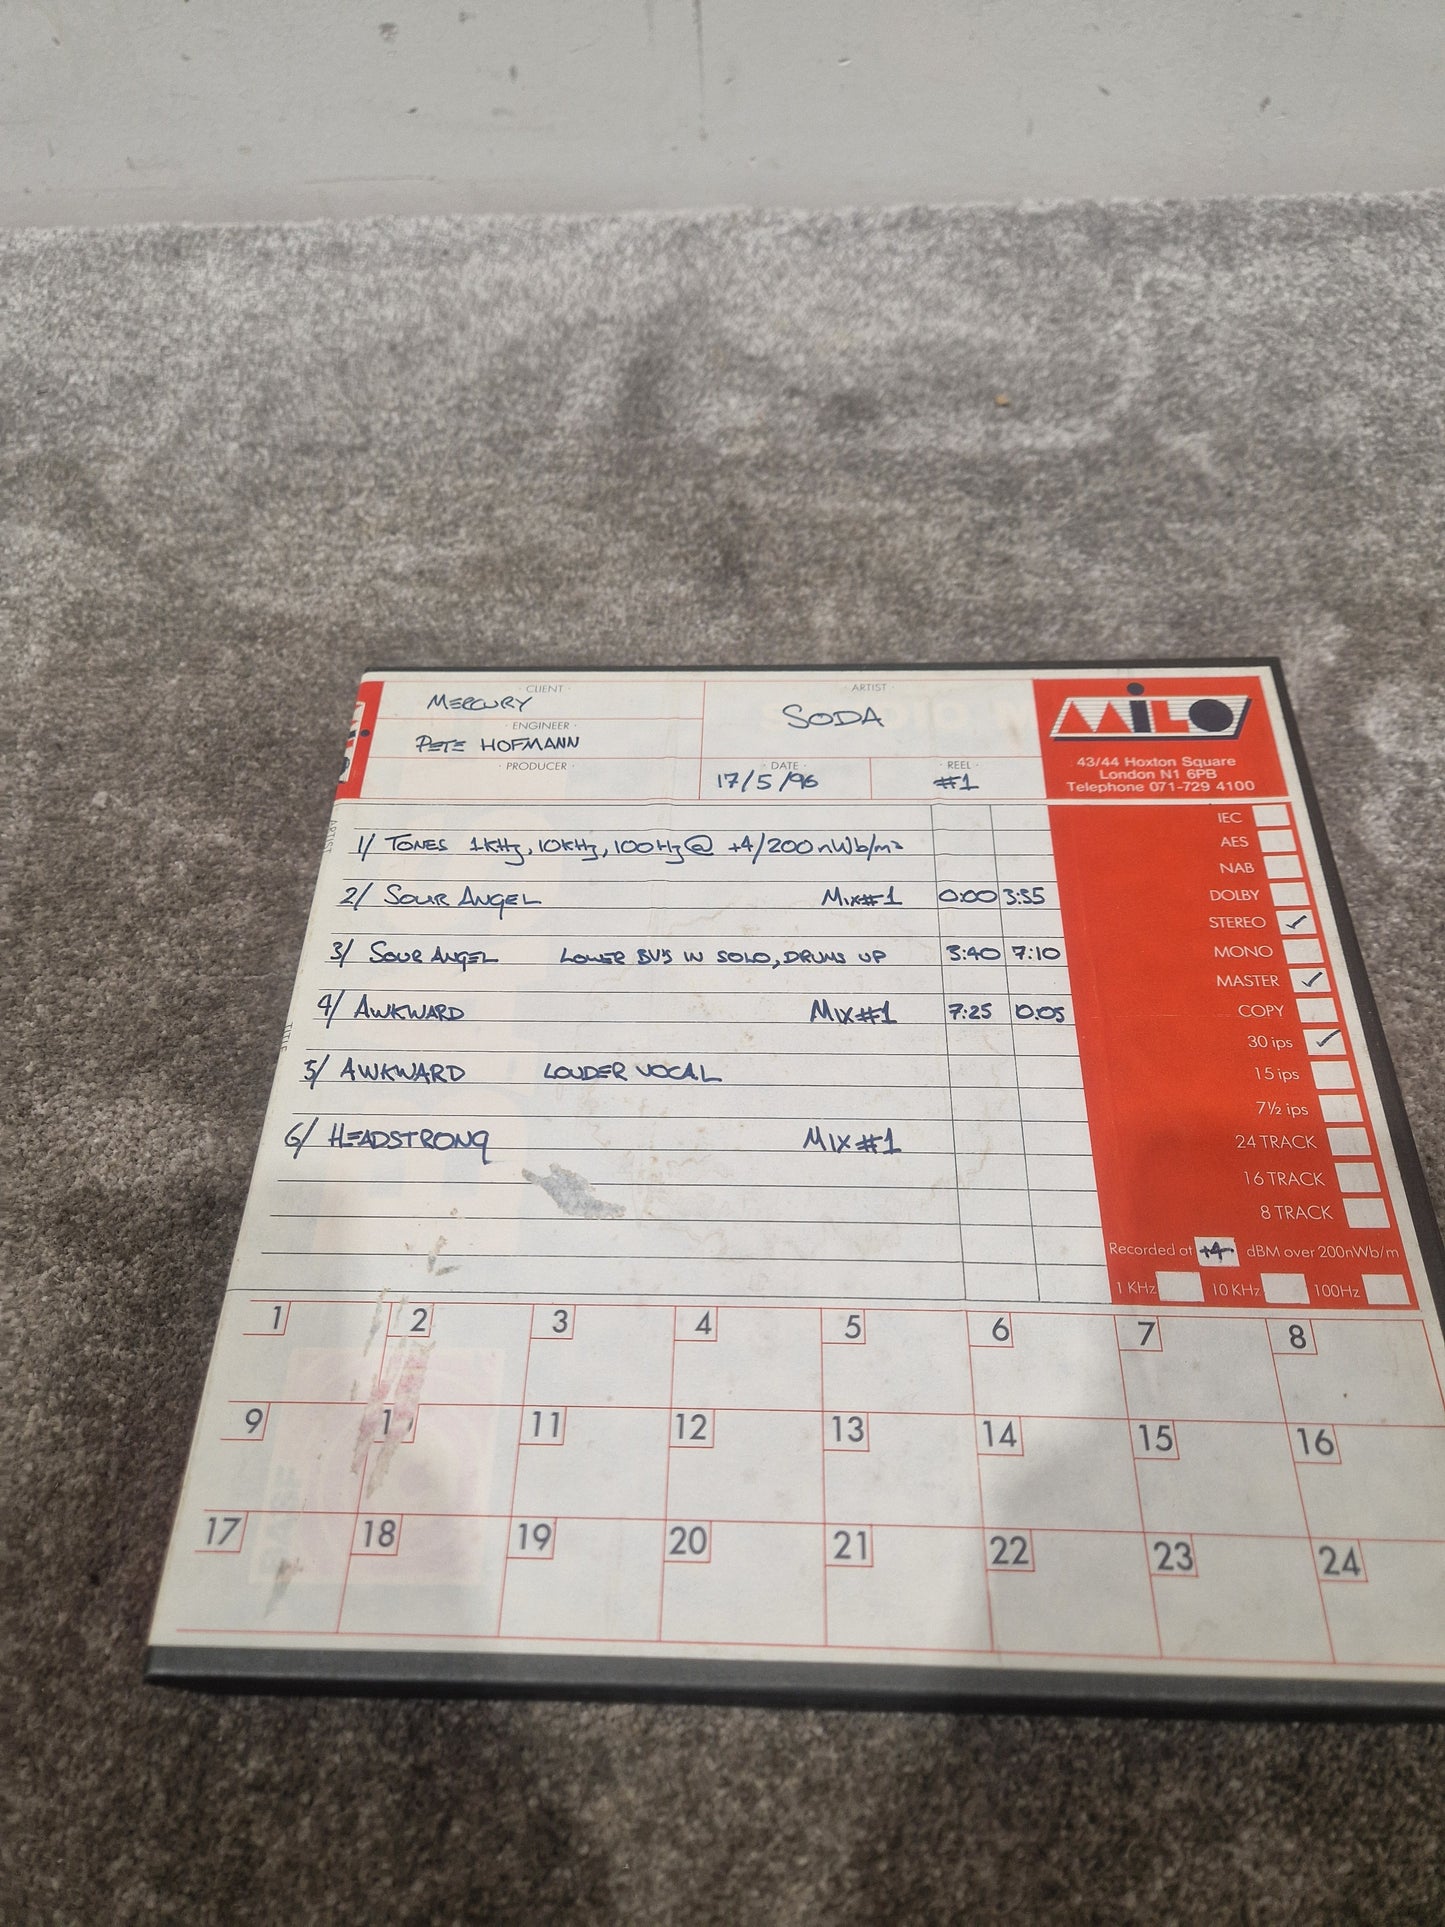 · CLIENT ·
MERCURY
· ENGINEER ·
PETE HOFMANN
· PRODUCER ·
· ARTIST ·
SODA
· DATE ·
17/5/96
· REEL ·
#1
MiLO
43/44 Hoxton Square
London N1 6PB
Telephone 071-729 4100
ARTIST
TITLE
1/ TONES 1KHz, 10KHz, 100Hz @ +4/200nWb/m²
2/ SOUR ANGEL MIX#1 0:00 3:35
3/ SOUR ANGEL LOWER BV'S IN SOLO, DRUMS UP 3:40 7:10
4/ AWKWARD MIX#1 7:25 10:05
5/ AWKWARD LOUDER VOCAL
6/ HEADSTRONG MIX#1
IEC
AES
NAB
DOLBY
STEREO ✓
MONO
MASTER ✓
COPY
30 ips ✓
15 ips
7½ ips
24 TRACK
16 TRACK
8 TRACK
Recorded at +4 dBM over 200nWb/m
1 KHz 10 KHz 100Hz
1 2 3 4 5 6 7 8
9 1 11 12 13 14 15 16
17 18 19 20 21 22 23 24